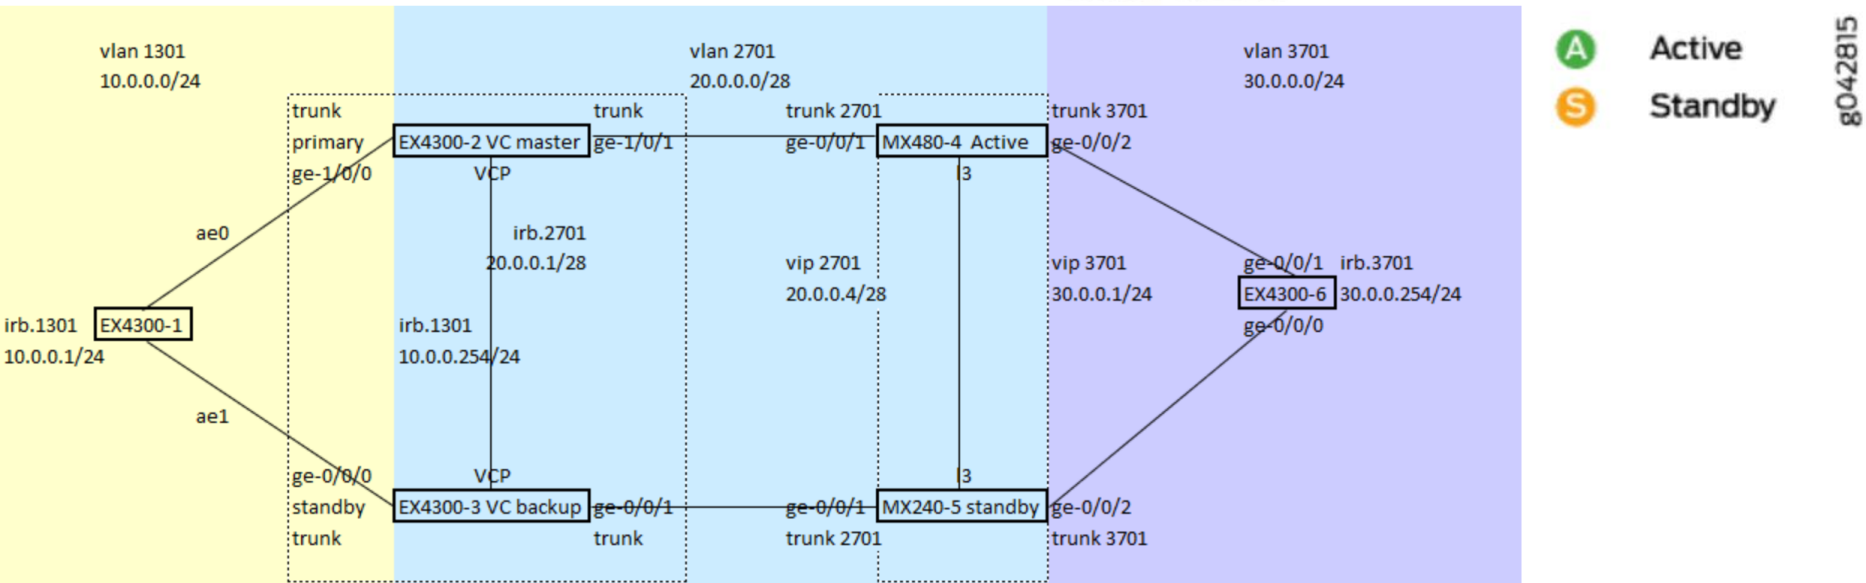 vlan 1301
10.0.0.0/24
vlan 2701
20.0.0.0/28
vlan 3701
30.0.0.0/24
A Active
S Standby
g042815
trunk
primary
ge-1/0/0
EX4300-2 VC master
VCP
trunk
ge-1/0/1
trunk 2701
ge-0/0/1
MX480-4 Active
l3
trunk 3701
ge-0/0/2
ae0
irb.2701
20.0.0.1/28
vip 2701
20.0.0.4/28
vip 3701
30.0.0.1/24
ge-0/0/1
irb.3701
EX4300-6
30.0.0.254/24
ge-0/0/0
irb.1301
EX4300-1
10.0.0.1/24
irb.1301
10.0.0.254/24
ae1
ge-0/0/0
standby
trunk
VCP
EX4300-3 VC backup
ge-0/0/1
trunk
ge-0/0/1
trunk 2701
l3
MX240-5 standby
ge-0/0/2
trunk 3701